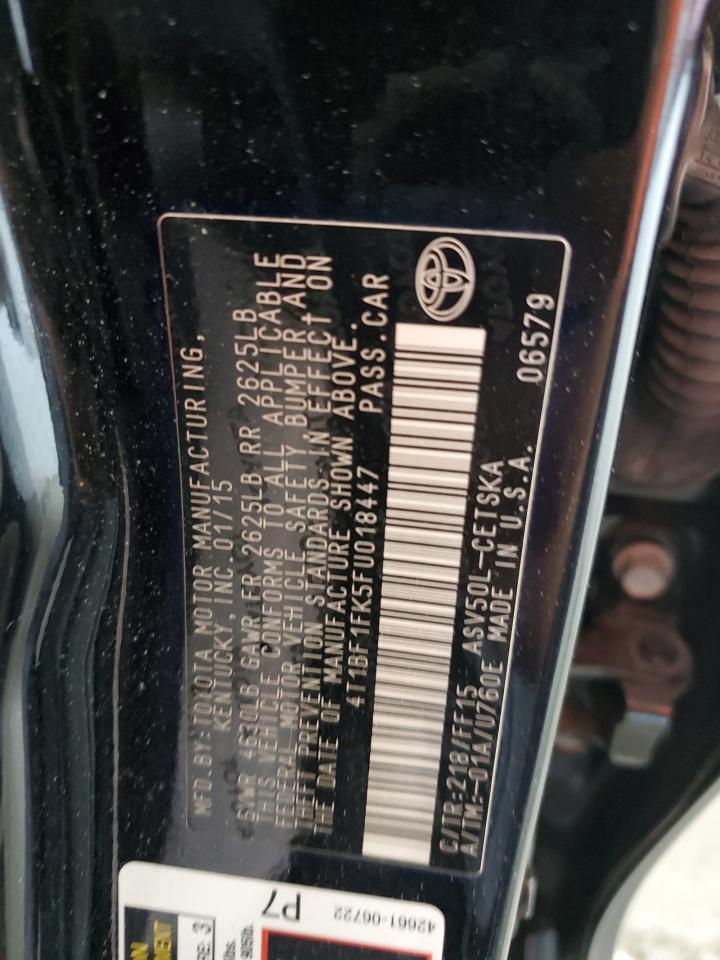 MFD. BY: TOYOTA MOTOR MANUFACTURING,
KENTUCKY, INC. 01/15
GVWR 4630LB GAWR FR 2625LB RR 2625LB
THIS VEHICLE CONFORMS TO ALL APPLICABLE
FEDERAL MOTOR VEHICLE SAFETY, BUMPER, AND
THEFT PREVENTION STANDARDS IN EFFECT ON
THE DATE OF MANUFACTURE SHOWN ABOVE.
4T1BF1FK5FU018447 PASS.CAR
C/TR:218/FF15 ASV50L-CETSKA
A/TM:-01A/U760E MADE IN U.S.A. 06579
P7
42661-06722
3
lbs.
905lb.